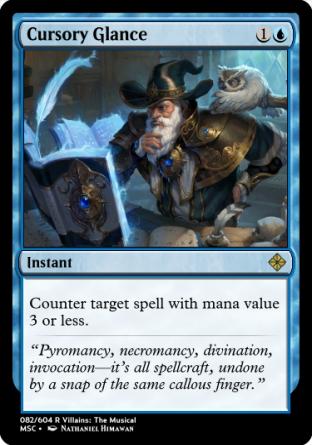 Cursory Glance 1
Instant
Counter target spell with mana value
3 or less.
“Pyromancy, necromancy, divination,
invocation—it’s all spellcraft, undone
by a snap of the same callous finger.”
082/604 R Villains: The Musical
MSC • Nathaniel Himawan